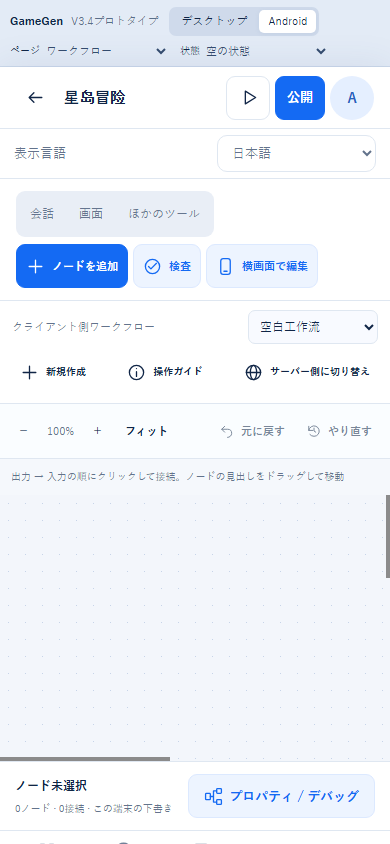 GameGen V3.4プロトタイプ デスクトップ Android
ページ ワークフロー 状態 空の状態
星岛冒险 公開 A
表示言語 日本語
会話 画面 ほかのツール
ノードを追加 検査 横画面で編集
クライアント側ワークフロー 空白工作流
新規作成 操作ガイド サーバー側に切り替え
− 100% + フィット 元に戻す やり直す
出力 → 入力の順にクリックして接続。ノードの見出しをドラッグして移動
ノード未選択
0ノード · 0接続 · この端末の下書き
プロパティ / デバッグ